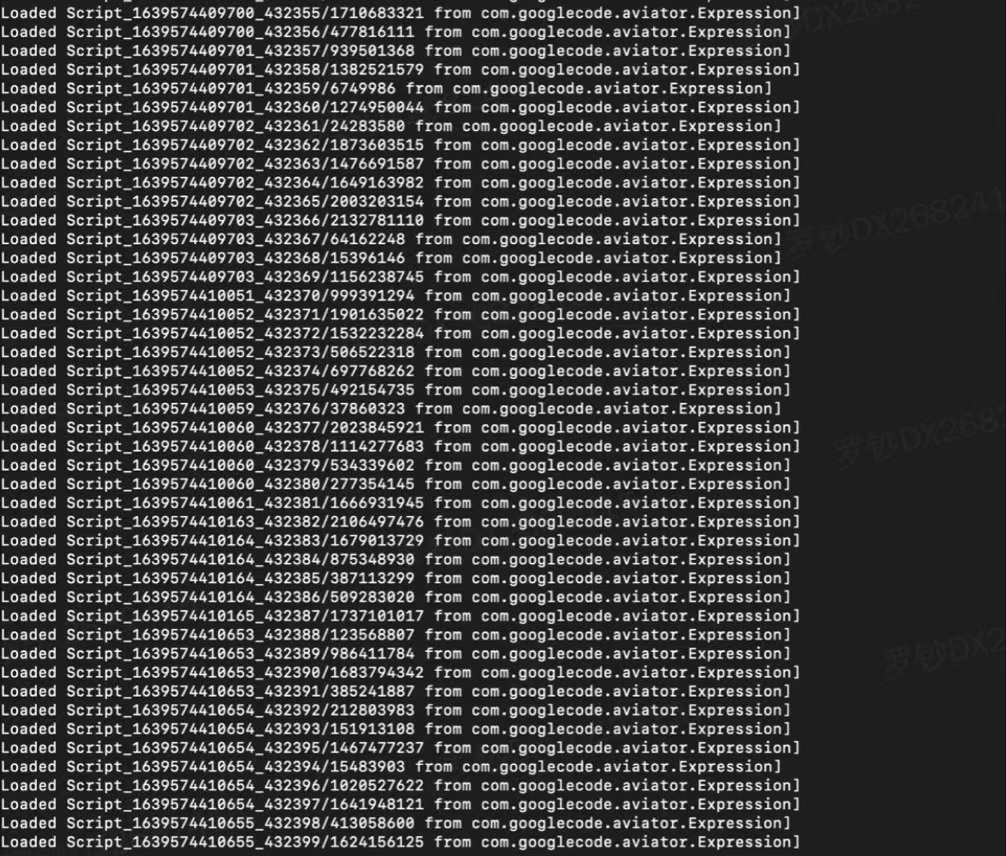 Loaded Script_1639574409700_432355/1710683321 from com.googlecode.aviator.Expression]
Loaded Script_1639574409700_432356/477816111 from com.googlecode.aviator.Expression]
Loaded Script_1639574409701_432357/939501368 from com.googlecode.aviator.Expression]
Loaded Script_1639574409701_432358/1382521579 from com.googlecode.aviator.Expression]
Loaded Script_1639574409701_432359/6749986 from com.googlecode.aviator.Expression]
Loaded Script_1639574409701_432360/1274950044 from com.googlecode.aviator.Expression]
Loaded Script_1639574409702_432361/24283580 from com.googlecode.aviator.Expression]
Loaded Script_1639574409702_432362/1873603515 from com.googlecode.aviator.Expression]
Loaded Script_1639574409702_432363/1476691587 from com.googlecode.aviator.Expression]
Loaded Script_1639574409702_432364/1649163982 from com.googlecode.aviator.Expression]
Loaded Script_1639574409702_432365/2003203154 from com.googlecode.aviator.Expression]
Loaded Script_1639574409703_432366/2132781110 from com.googlecode.aviator.Expression]
Loaded Script_1639574409703_432367/64162248 from com.googlecode.aviator.Expression]
Loaded Script_1639574409703_432368/15396146 from com.googlecode.aviator.Expression]
Loaded Script_1639574409703_432369/1156238745 from com.googlecode.aviator.Expression]
Loaded Script_1639574410051_432370/999391294 from com.googlecode.aviator.Expression]
Loaded Script_1639574410052_432371/1901635022 from com.googlecode.aviator.Expression]
Loaded Script_1639574410052_432372/1532232284 from com.googlecode.aviator.Expression]
Loaded Script_1639574410052_432373/506522318 from com.googlecode.aviator.Expression]
Loaded Script_1639574410052_432374/697768262 from com.googlecode.aviator.Expression]
Loaded Script_1639574410053_432375/492154735 from com.googlecode.aviator.Expression]
Loaded Script_1639574410059_432376/37860323 from com.googlecode.aviator.Expression]
Loaded Script_1639574410060_432377/2023845921 from com.googlecode.aviator.Expression]
Loaded Script_1639574410060_432378/1114277683 from com.googlecode.aviator.Expression]
Loaded Script_1639574410060_432379/534339602 from com.googlecode.aviator.Expression]
Loaded Script_1639574410060_432380/277354145 from com.googlecode.aviator.Expression]
Loaded Script_1639574410061_432381/1666931945 from com.googlecode.aviator.Expression]
Loaded Script_1639574410163_432382/2106497476 from com.googlecode.aviator.Expression]
Loaded Script_1639574410164_432383/1679013729 from com.googlecode.aviator.Expression]
Loaded Script_1639574410164_432384/875348930 from com.googlecode.aviator.Expression]
Loaded Script_1639574410164_432385/387113299 from com.googlecode.aviator.Expression]
Loaded Script_1639574410164_432386/509283020 from com.googlecode.aviator.Expression]
Loaded Script_1639574410165_432387/1737101017 from com.googlecode.aviator.Expression]
Loaded Script_1639574410653_432388/123568807 from com.googlecode.aviator.Expression]
Loaded Script_1639574410653_432389/986411784 from com.googlecode.aviator.Expression]
Loaded Script_1639574410653_432390/1683794342 from com.googlecode.aviator.Expression]
Loaded Script_1639574410653_432391/385241887 from com.googlecode.aviator.Expression]
Loaded Script_1639574410654_432392/212803983 from com.googlecode.aviator.Expression]
Loaded Script_1639574410654_432393/151913108 from com.googlecode.aviator.Expression]
Loaded Script_1639574410654_432395/1467477237 from com.googlecode.aviator.Expression]
Loaded Script_1639574410654_432394/15483903 from com.googlecode.aviator.Expression]
Loaded Script_1639574410654_432396/1020527622 from com.googlecode.aviator.Expression]
Loaded Script_1639574410654_432397/1641948121 from com.googlecode.aviator.Expression]
Loaded Script_1639574410655_432398/413058600 from com.googlecode.aviator.Expression]
Loaded Script_1639574410655_432399/1624156125 from com.googlecode.aviator.Expression]